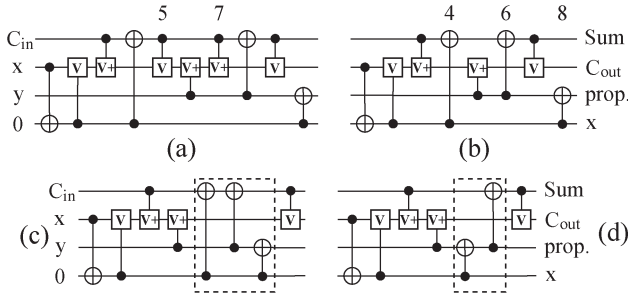 5 7 4 6 8
C_in V V+ V V+ V+ V V V+ V+ V Sum
x C_out
y prop.
0 x
(a) (b)
C_in V V+ V+ V V V+ V+ V Sum
(c) x C_out
y prop. (d)
0 x